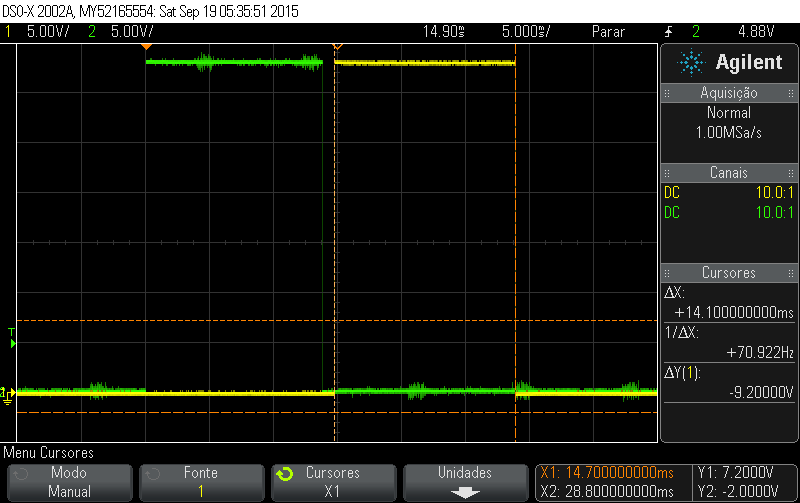 DSO-X 2002A, MY52165554: Sat Sep 19 05:35:51 2015
1 5.00V/ 2 5.00V/ 14.90s 5.000s/ Parar 2 4.88V
Agilent
Aquisição
Normal
1.00MSa/s
Canais
DC 10.0:1
DC 10.0:1
Cursores
ΔX:
+14.100000000ms
1/ΔX:
+70.922Hz
ΔY(1):
-9.20000V
T
2
Menu Cursores
Modo
Manual
Fonte
1
Cursores
X1
Unidades
X1: 14.700000000ms
X2: 28.800000000ms
Y1: 7.2000V
Y2: -2.0000V